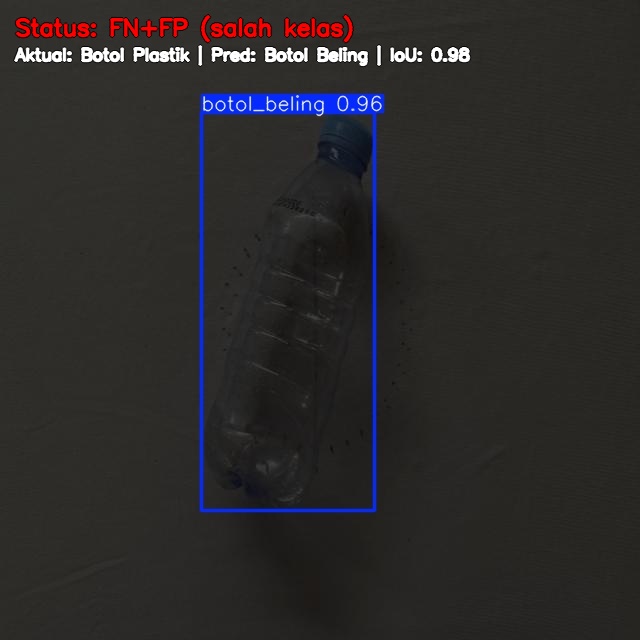 Status: FN+FP (salah kelas)
Aktual: Botol Plastik | Pred: Botol Beling | IoU: 0.98
botol_beling 0.96